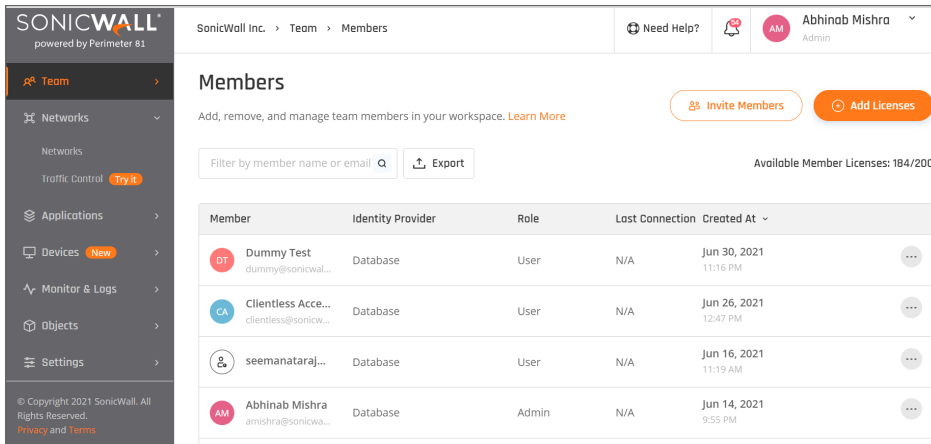 SONICWALL
powered by Perimeter 81
SonicWall Inc. › Team › Members
Need Help?
54
AM
Abhinab Mishra
Admin
Team
Networks
Networks
Traffic Control Try it
Applications
Devices New
Monitor & Logs
Objects
Settings
© Copyright 2021 SonicWall. All
Rights Reserved.
Privacy and Terms
Members
Add, remove, and manage team members in your workspace. Learn More
Invite Members
Add Licenses
Filter by member name or email
Export
Available Member Licenses: 184/200
Member Identity Provider Role Last Connection Created At
DT Dummy Test Database User N/A Jun 30, 2021
dummy@sonicwal... 11:16 PM
CA Clientless Acce... Database User N/A Jun 26, 2021
clientless@sonicw... 12:47 PM
seemanataraj... Database User N/A Jun 16, 2021
11:19 AM
AM Abhinab Mishra Database Admin N/A Jun 14, 2021
amishra@sonicwa... 9:55 PM